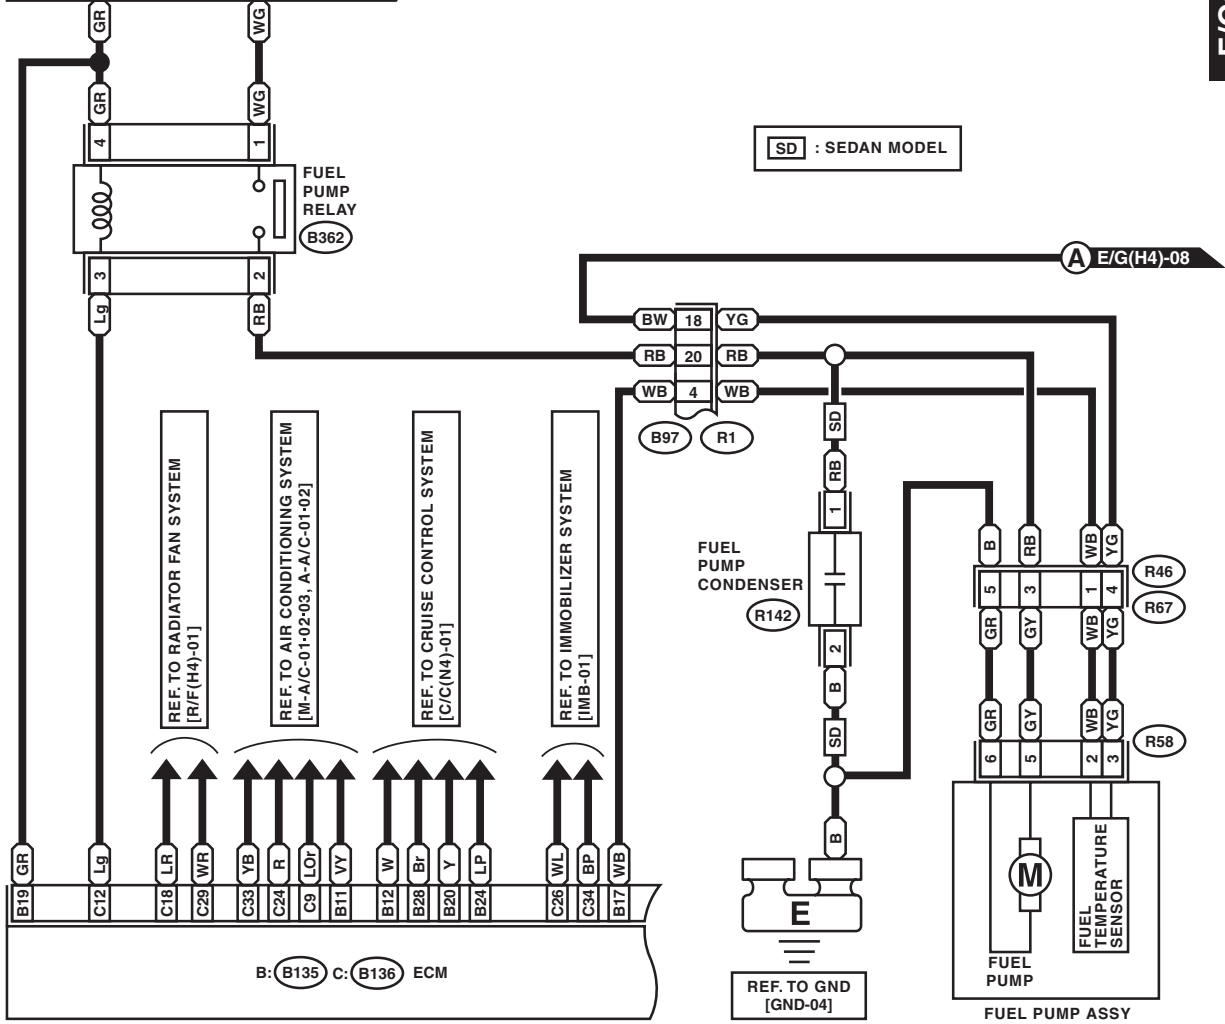 GR
WG
GR
WG
4
1
FUEL
PUMP
RELAY
B362
3
2
Lg
RB
SD : SEDAN MODEL
A E/G(H4)-08
BW 18 YG
RB 20 RB
WB 4 WB
B97 R1
SD
RB
1
FUEL
PUMP
CONDENSER
R142
2
B
SD
B
E
REF. TO GND
[GND-04]
B RB WB YG
5 3 1 4
R46
R67
GR GY WB YG
GR GY WB YG
6 5 2 3
R58
M
FUEL
PUMP
FUEL
TEMPERATURE
SENSOR
FUEL PUMP ASSY
REF. TO RADIATOR FAN SYSTEM
[R/F(H4)-01]
REF. TO AIR CONDITIONING SYSTEM
[M-A/C-01•02•03, A-A/C-01•02]
REF. TO CRUISE CONTROL SYSTEM
[C/C(N4)-01]
REF. TO IMMOBILIZER SYSTEM
[IMB-01]
GR Lg LR WR YB R LOr VY W Br Y LP WL BP WB
B19 C12 C18 C29 C33 C24 C9 B11 B12 B28 B20 B24 C26 C34 B17
B: B135 C: B136 ECM